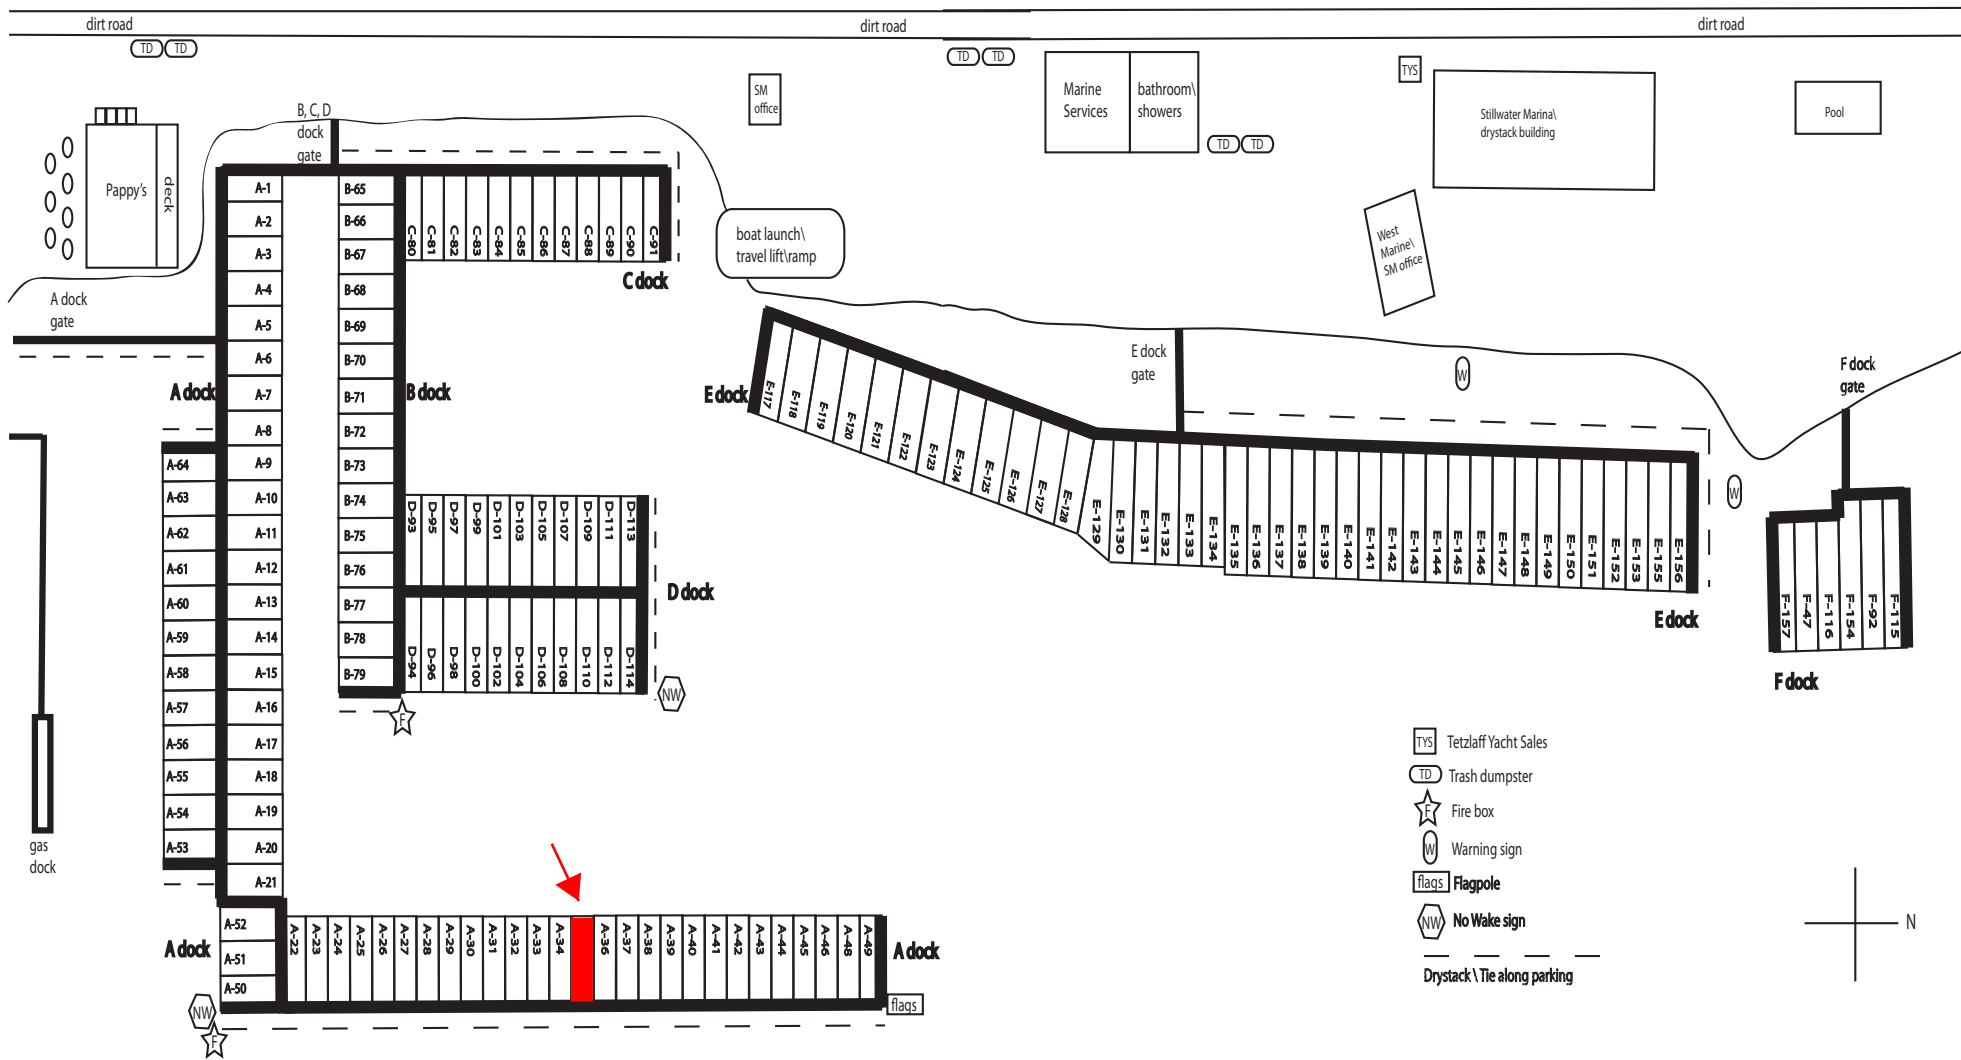 dirt road
dirt road
dirt road
TD
TD
TD
TD
TYS
SM
office
Marine
Services
bathroom\
showers
TD
TD
Stillwater Marina\
drystack building
Pool
B, C, D
dock
gate
Pappy's
deck
boat launch\
travel lift\ramp
West
Marine\
SM office
A dock
gate
A-1
A-2
A-3
A-4
A-5
A-6
A-7
A-8
A-9
A-10
A-11
A-12
A-13
A-14
A-15
A-16
A-17
A-18
A-19
A-20
A-21
B-65
B-66
B-67
B-68
B-69
B-70
B-71
B-72
B-73
B-74
B-75
B-76
B-77
B-78
B-79
C-80
C-81
C-82
C-83
C-84
C-85
C-86
C-87
C-88
C-89
C-90
C-91
C dock
A dock
B dock
A-64
A-63
A-62
A-61
A-60
A-59
A-58
A-57
A-56
A-55
A-54
A-53
D-93
D-95
D-97
D-99
D-101
D-103
D-105
D-107
D-109
D-111
D-113
D dock
D-94
D-96
D-98
D-100
D-102
D-104
D-106
D-108
D-110
D-112
D-114
NW
F
E dock
E-117
E-118
E-119
E-120
E-121
E-122
E-123
E-124
E-125
E-126
E-127
E-128
E-129
E-130
E-131
E-132
E-133
E-134
E-135
E-136
E-137
E-138
E-139
E-140
E-141
E-142
E-143
E-144
E-145
E-146
E-147
E-148
E-149
E-150
E-151
E-152
E-153
E-155
E-156
E dock
gate
W
W
E dock
F dock
gate
F-157
F-47
F-116
F-154
F-92
F-115
F dock
gas
dock
A-52
A-51
A-50
A dock
A-22
A-23
A-24
A-25
A-26
A-27
A-28
A-29
A-30
A-31
A-32
A-33
A-34
A-36
A-37
A-38
A-39
A-40
A-41
A-42
A-43
A-44
A-45
A-46
A-48
A-49
A dock
flags
NW
F
TYS Tetzlaff Yacht Sales
TD Trash dumpster
F Fire box
W Warning sign
flags Flagpole
NW No Wake sign
Drystack \ Tie along parking
N